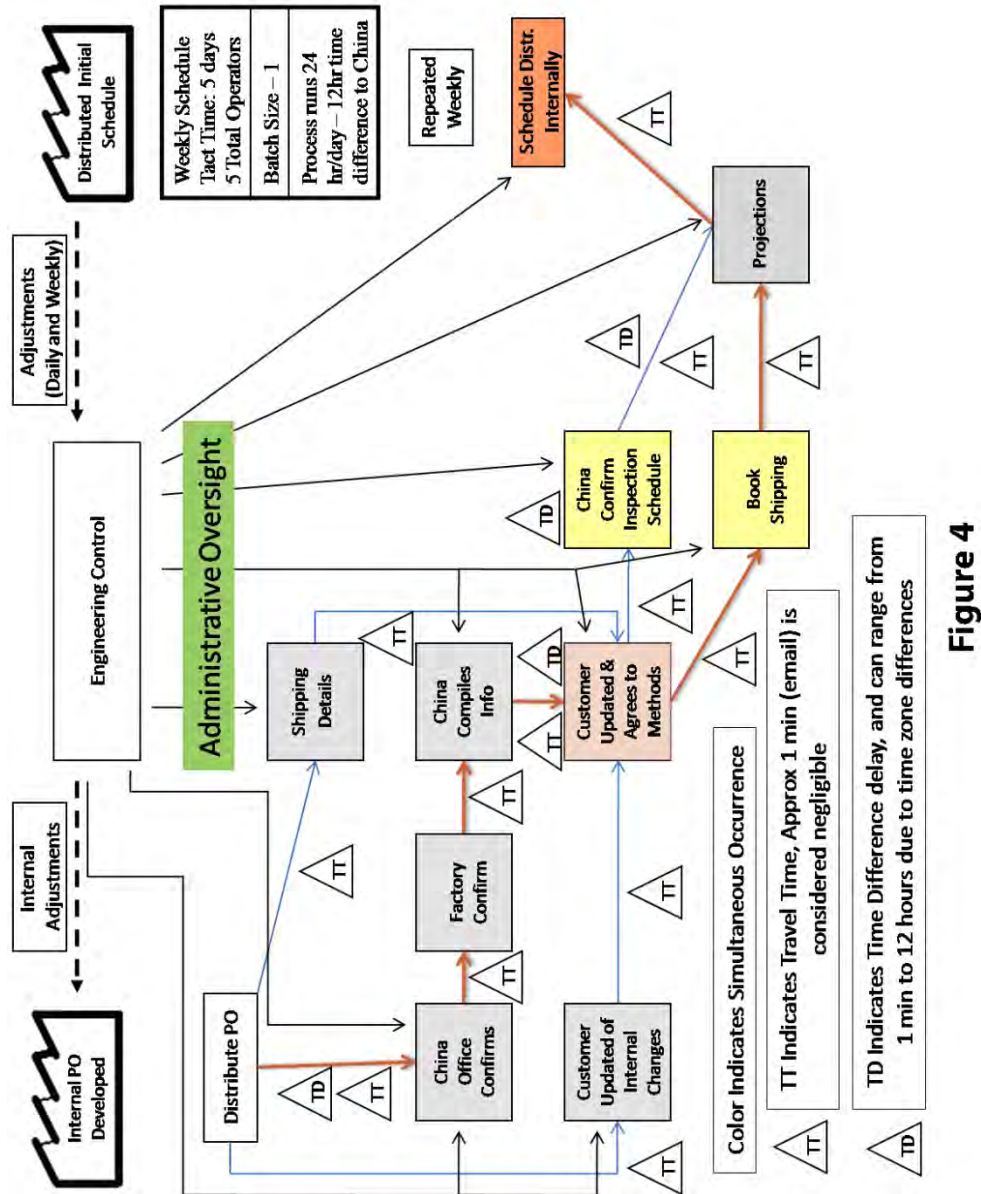 Internal PO
Developed
Internal
Adjustments
Engineering Control
Adjustments
(Daily and Weekly)
Distributed Initial
Schedule
Administrative Oversight
Weekly Schedule
Tact Time: 5 days
5 Total Operators
Batch Size – 1
Process runs 24
hr/day – 12hr time
difference to China
Repeated
Weekly
Distribute PO
TT
Shipping
Details
TT
TD
TT
China
Office
Confirms
TT
Factory
Confirm
TT
China
Compiles
Info
TT
TD
TD
China
Confirm
Inspection
Schedule
TD
TT
Schedule Distr.
Internally
TT
Customer
Updated of
Internal
Changes
TT
TT
Customer
Updated &
Agrees to
Methods
TT
TT
Book
Shipping
TT
Projections
Color Indicates Simultaneous Occurrence
TT
TT Indicates Travel Time, Approx 1 min (email) is
considered negligible
TD
TD Indicates Time Difference delay, and can range from
1 min to 12 hours due to time zone differences
Figure 4